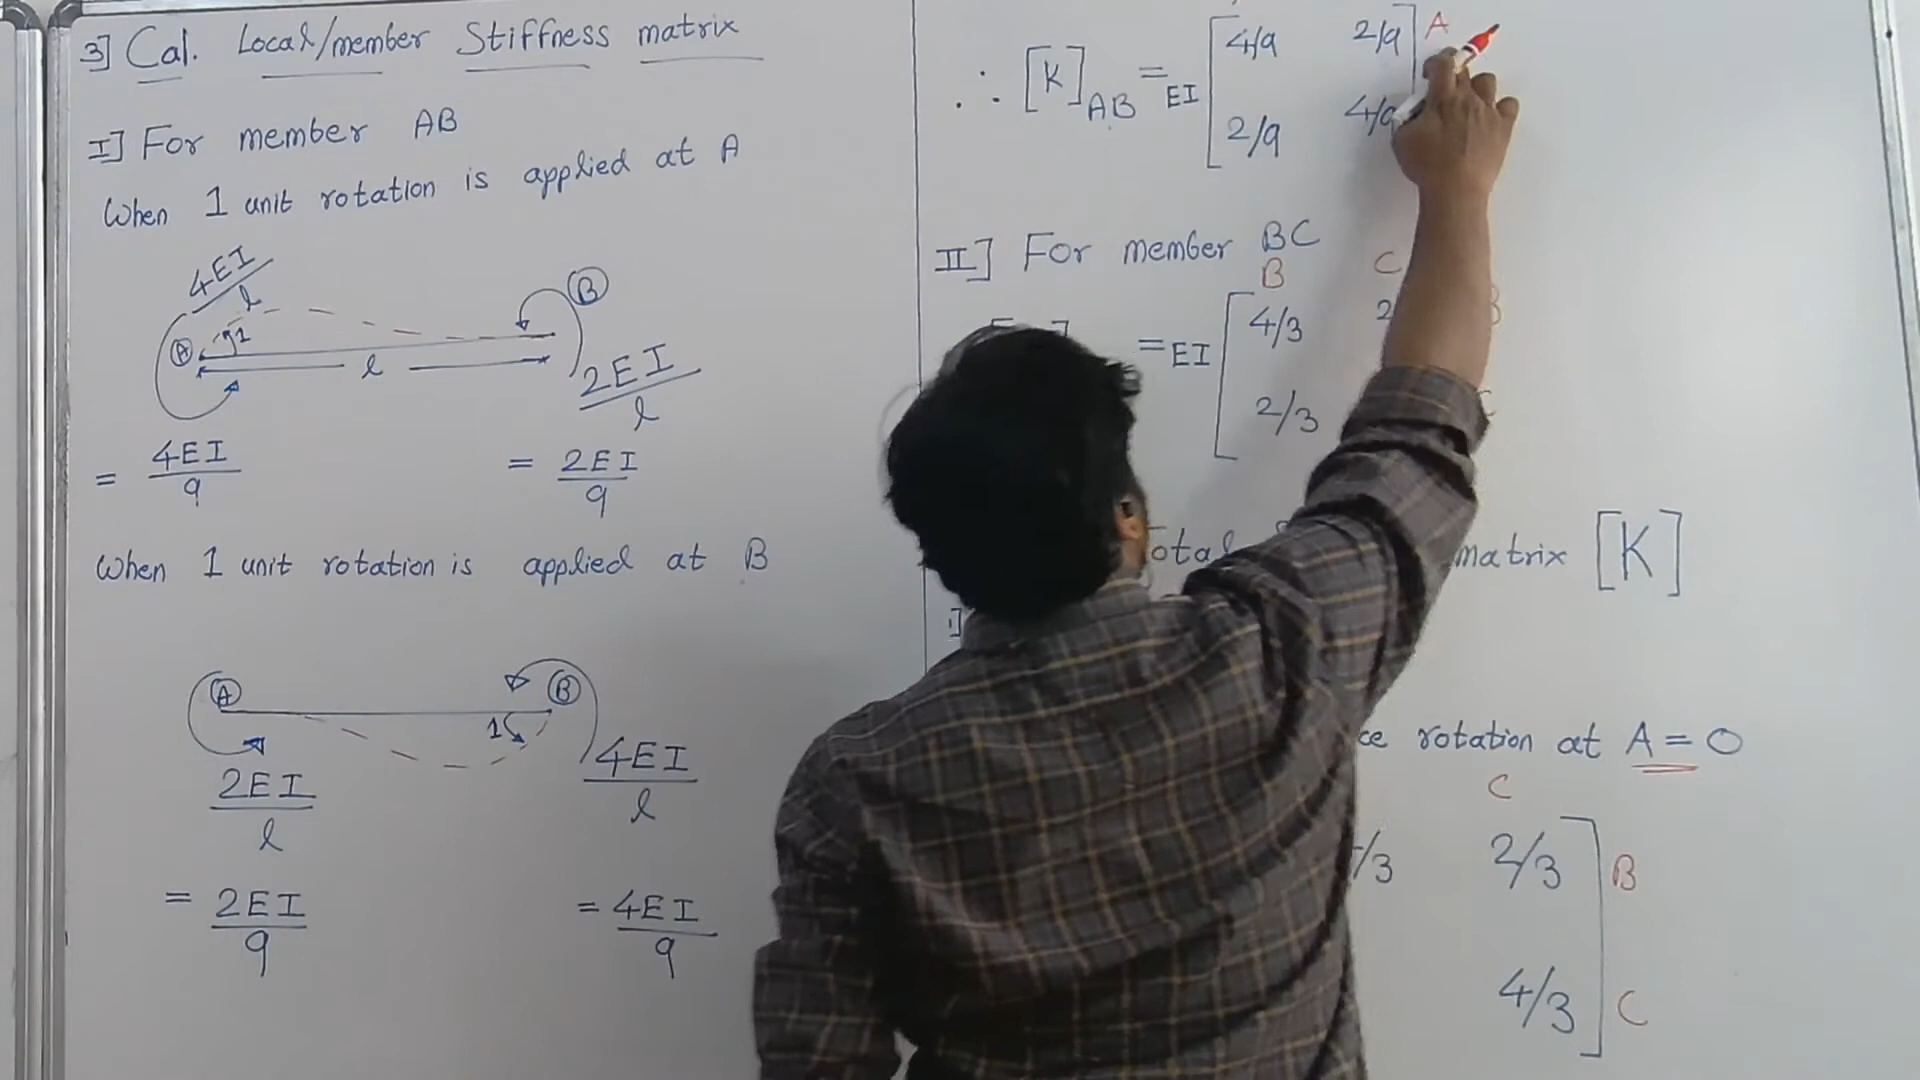 3] Cal. Local/member Stiffness matrix
I] For member AB
When 1 unit rotation is applied at A
4EI/l
B
A 1
l
2EI/l
= 4EI/9 = 2EI/9
When 1 unit rotation is applied at B
A B
1
2EI/l 4EI/l
= 2EI/9 = 4EI/9
∴ [K]AB = EI [4/9 2/9] A
2/9 4/9
II] For member BC
B C
= EI [4/3 2 B
2/3 C
matrix [K]
rotation at A = 0
C
/3 2/3 B
4/3 C